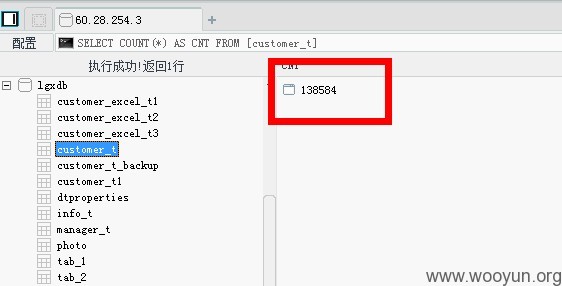 60.28.254.3
配置
SELECT COUNT(*) AS CNT FROM [customer_t]
执行成功!返回1行
CNT
138584
lgxdb
customer_excel_t1
customer_excel_t2
customer_excel_t3
customer_t
customer_t_backup
customer_t1
dtproperties
info_t
manager_t
photo
tab_1
tab_2
www.wooyun.org